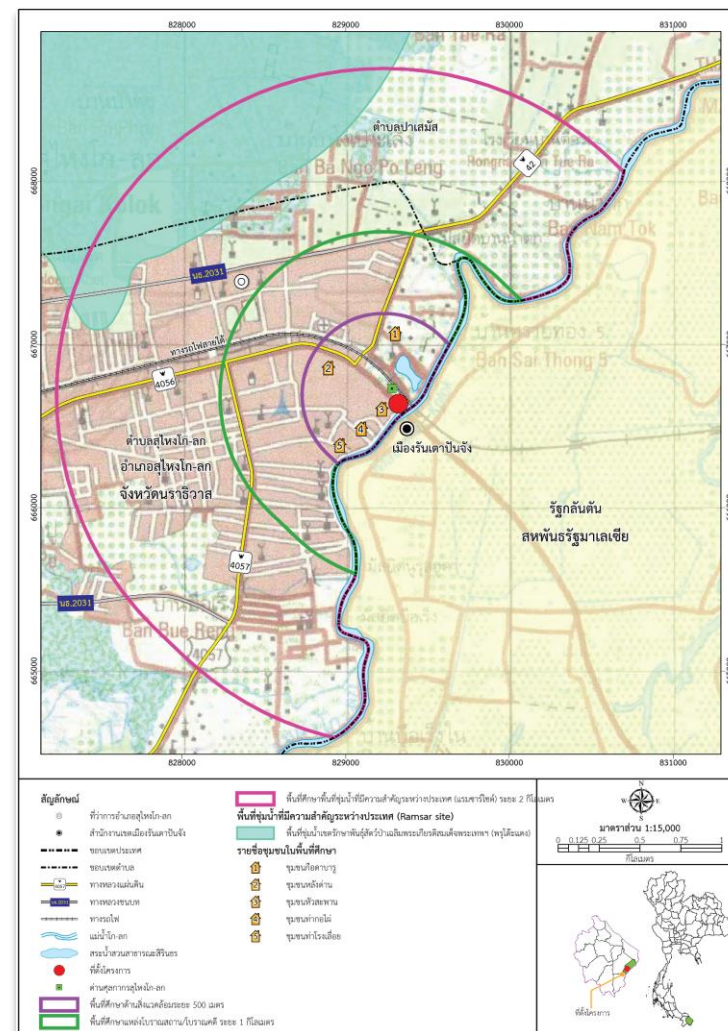 828000 829000 830000 831000
Ban Tue Ra
ตำบลปาเสมัส
42
Ban Ba Ngo Po Leng
668000
Ban Nam Tok
นธ.2031
667000
ทางรถไฟสายใต้
1
2
Ban Sai Thong 5
4056
3
4
5
เมืองรันเตาปันจัง
ตำบลสุไหงโก-ลก
อำเภอสุไหงโก-ลก
จังหวัดนราธิวาส
รัฐกลันตัน
สหพันธรัฐมาเลเซีย
666000
4057
นธ.2031
Ban Bue Reng
4057
665000
828000 829000 830000 831000
สัญลักษณ์
ที่ว่าการอำเภอสุไหงโก-ลก
สำนักงานเขตเมืองรันเตาปันจัง
ขอบเขตประเทศ
ขอบเขตตำบล
4057 ทางหลวงแผ่นดิน
นธ.2031 ทางหลวงชนบท
ทางรถไฟ
แม่น้ำโก-ลก
สระน้ำสวนสาธารณะสิรินธร
ที่ตั้งโครงการ
ด่านศุลกากรสุไหงโก-ลก
พื้นที่ศึกษาด้านสิ่งแวดล้อมระยะ 500 เมตร
พื้นที่ศึกษาแหล่งโบราณสถาน/โบราณคดี ระยะ 1 กิโลเมตร
พื้นที่ศึกษาพื้นที่ชุ่มน้ำที่มีความสำคัญระหว่างประเทศ (แรมซาร์ไซต์) ระยะ 2 กิโลเมตร
พื้นที่ชุ่มน้ำที่มีความสำคัญระหว่างประเทศ (Ramsar site)
พื้นที่ชุ่มน้ำเขตรักษาพันธุ์สัตว์ป่าเฉลิมพระเกียรติสมเด็จพระเทพฯ (พรุโต๊ะแดง)
รายชื่อชุมชนในพื้นที่ศึกษา
1 ชุมชนกือดาบารู
2 ชุมชนหลังด่าน
3 ชุมชนหัวสะพาน
4 ชุมชนท่ากอไผ่
5 ชุมชนท่าโรงเลื่อย
N
W E
S
มาตราส่วน 1:15,000
0 0.125 0.25 0.5 0.75 1
กิโลเมตร
ที่ตั้งโครงการ